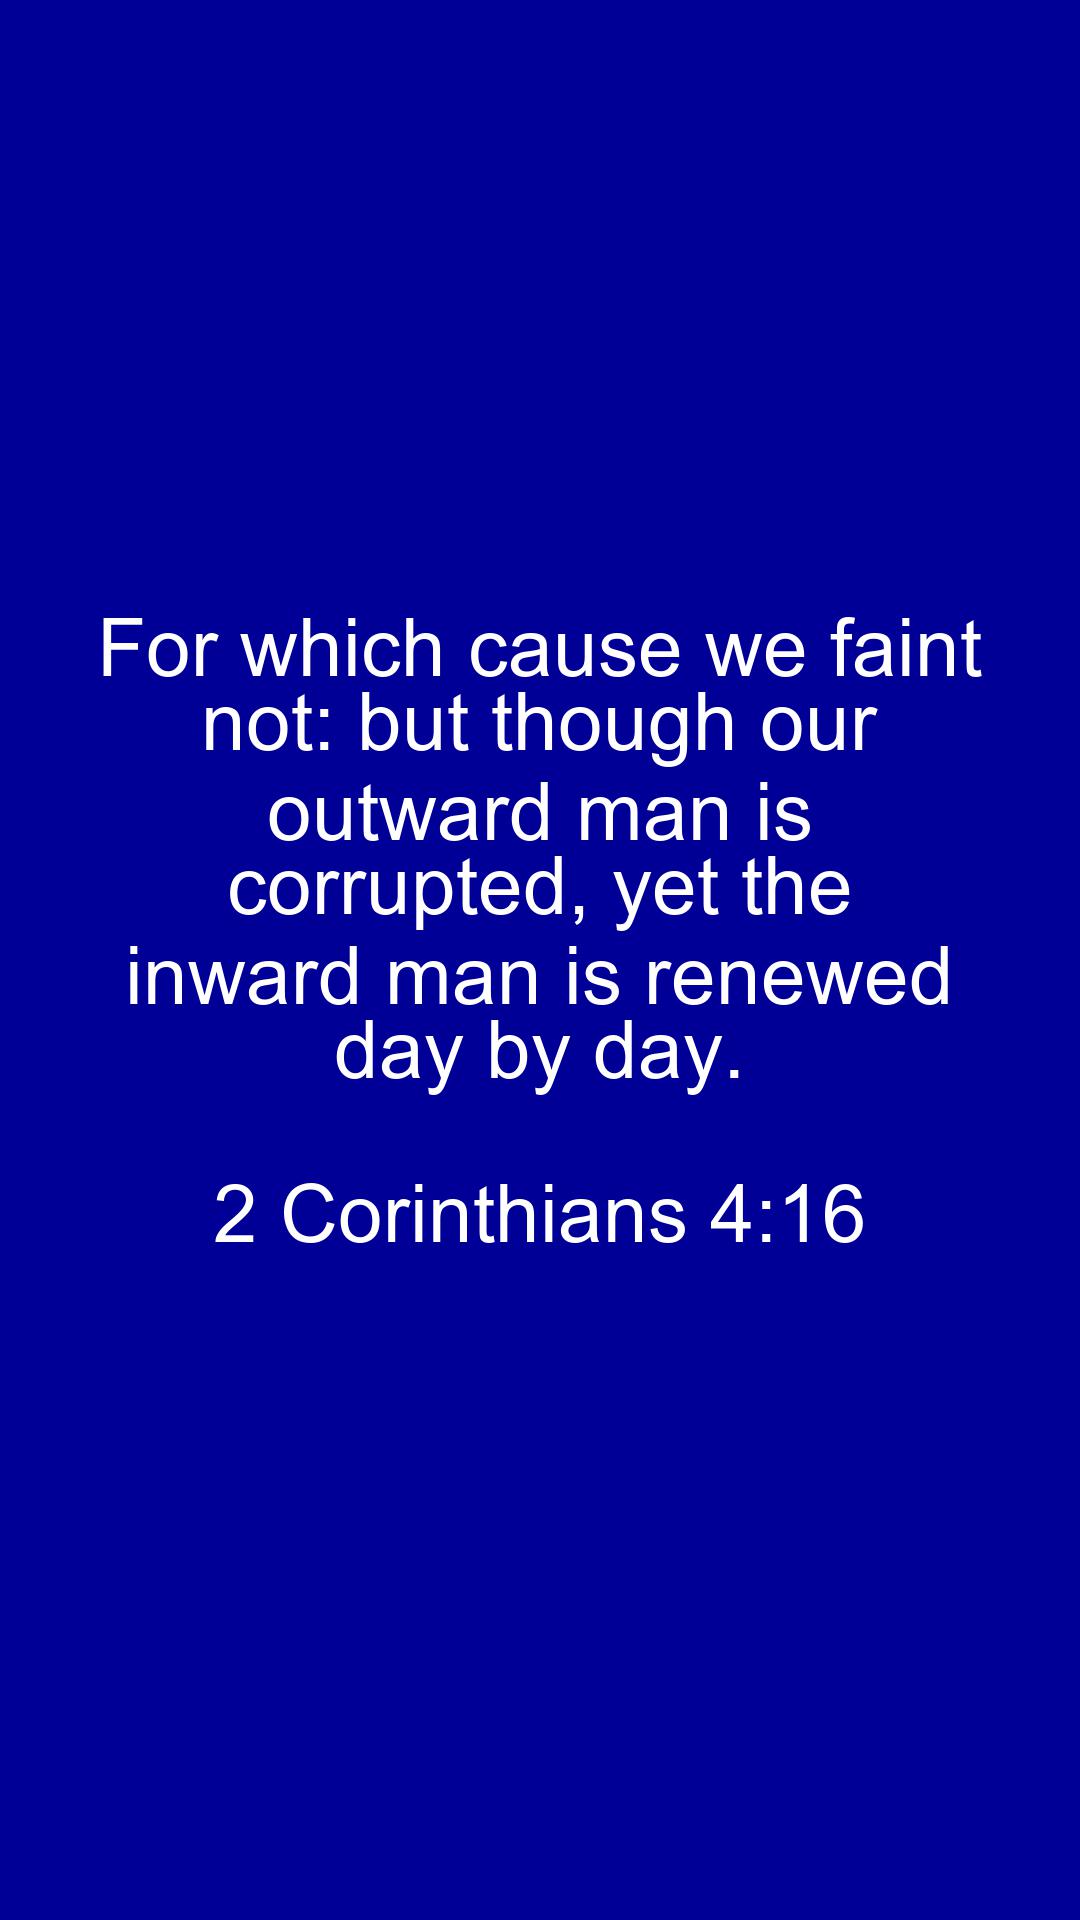 For which cause we faint
not: but though our
outward man is
corrupted, yet the
inward man is renewed
day by day.
2 Corinthians 4:16